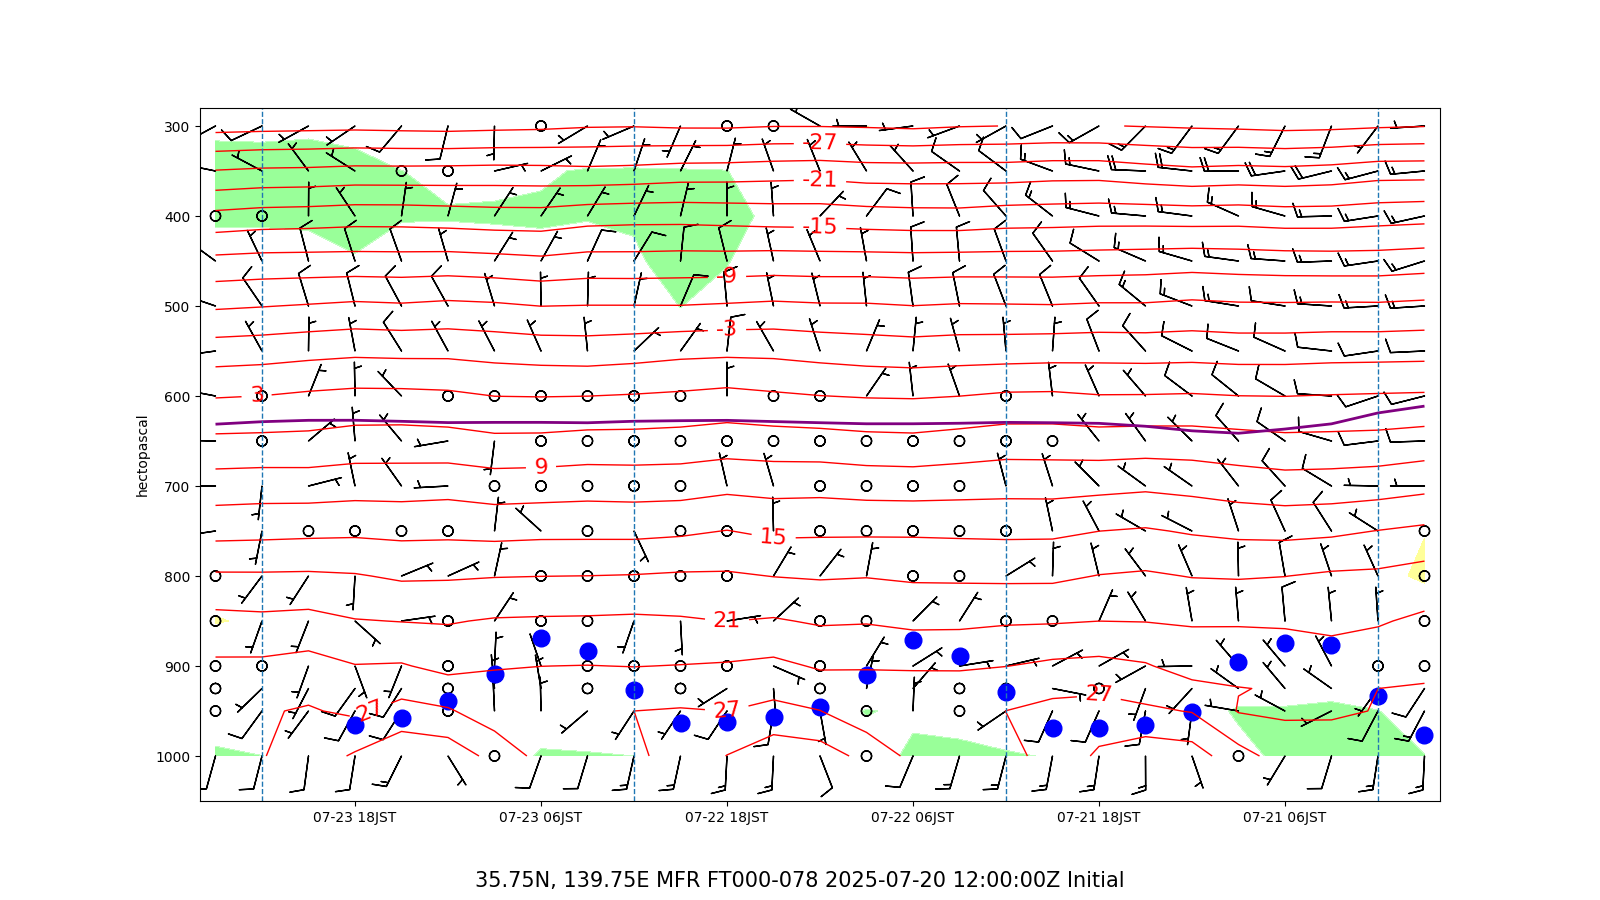 300
400
500
600
700
800
900
1000
hectopascal
-27
-21
-15
-9
-3
3
9
15
21
27
27
27
07-23 18JST
07-23 06JST
07-22 18JST
07-22 06JST
07-21 18JST
07-21 06JST
35.75N, 139.75E MFR FT000-078 2025-07-20 12:00:00Z Initial